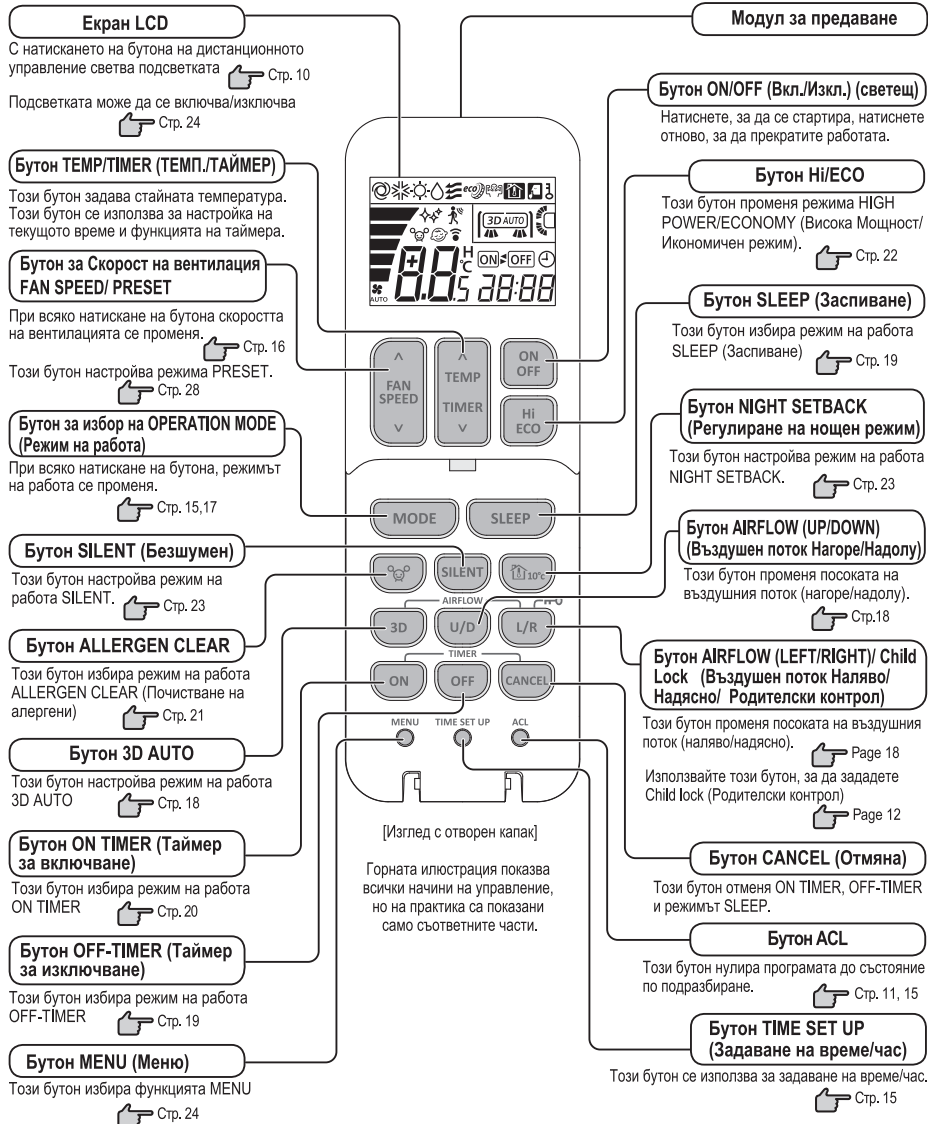 Екран LCD
С натискането на бутона на дистанционното
управление светва подсветката Стр. 10
Подсветката може да се включва/изключва
Стр. 24
Бутон TEMP/TIMER (ТЕМП./ТАЙМЕР)
Този бутон задава стайната температура.
Този бутон се използва за настройка на
текущото време и функцията на таймера.
Бутон за Скорост на вентилация
FAN SPEED/ PRESET
При всяко натискане на бутона скоростта
на вентилацията се променя. Стр. 16
Този бутон настройва режима PRESET.
Стр. 28
Бутон за избор на OPERATION MODE
(Режим на работа)
При всяко натискане на бутона, режимът
на работа се променя.
Стр. 15,17
Бутон SILENT (Безшумен)
Този бутон настройва режим на
работа SILENT. Стр. 23
Бутон ALLERGEN CLEAR
Този бутон избира режим на работа
ALLERGEN CLEAR (Почистване на
алергени) Стр. 21
Бутон 3D AUTO
Този бутон настройва режим на работа
3D AUTO Стр. 18
Бутон ON TIMER (Таймер
за включване)
Този бутон избира режим на работа
ON TIMER Стр. 20
Бутон OFF-TIMER (Таймер
за изключване)
Този бутон избира режим на работа
OFF-TIMER Стр. 19
Бутон MENU (Меню)
Този бутон избира функцията MENU
Стр. 24
eco
3D AUTO
H
°C
ON OFF
AUTO
8.8.5 28:88
FAN
SPEED
TEMP
TIMER
ON
OFF
Hi
ECO
MODE
SLEEP
SILENT
10°c
AIRFLOW
3D
U/D
L/R
TIMER
ON
OFF
CANCEL
MENU
TIME SET UP
ACL
[Изглед с отворен капак]
Горната илюстрация показва
всички начини на управление,
но на практика са показани
само съответните части.
Модул за предаване
Бутон ON/OFF (Вкл./Изкл.) (светещ)
Натиснете, за да се стартира, натиснете
отново, за да прекратите работата.
Бутон Hi/ECO
Този бутон променя режима HIGH
POWER/ECONOMY (Висока Мощност/
Икономичен режим).
Стр. 22
Бутон SLEEP (Заспиване)
Този бутон избира режим на работа
SLEEP (Заспиване) Стр. 19
Бутон NIGHT SETBACK
(Регулиране на нощен режим)
Този бутон настройва режим на работа
NIGHT SETBACK. Стр. 23
Бутон AIRFLOW (UP/DOWN)
(Въздушен поток Нагоре/Надолу)
Този бутон променя посоката на
въздушния поток (нагоре/надолу).
Стр.18
Бутон AIRFLOW (LEFT/RIGHT)/ Child
Lock (Въздушен поток Наляво/
Надясно/ Родителски контрол)
Този бутон променя посоката на въздушния
поток (наляво/надясно).
Page 18
Използвайте този бутон, за да зададете
Child lock (Родителски контрол)
Page 12
Бутон CANCEL (Отмяна)
Този бутон отменя ON TIMER, OFF-TIMER
и режимът SLEEP.
Бутон ACL
Този бутон нулира програмата до състояние
по подразбиране. Стр. 11, 15
Бутон TIME SET UP
(Задаване на време/час)
Този бутон се използва за задаване на време/час.
Стр. 15